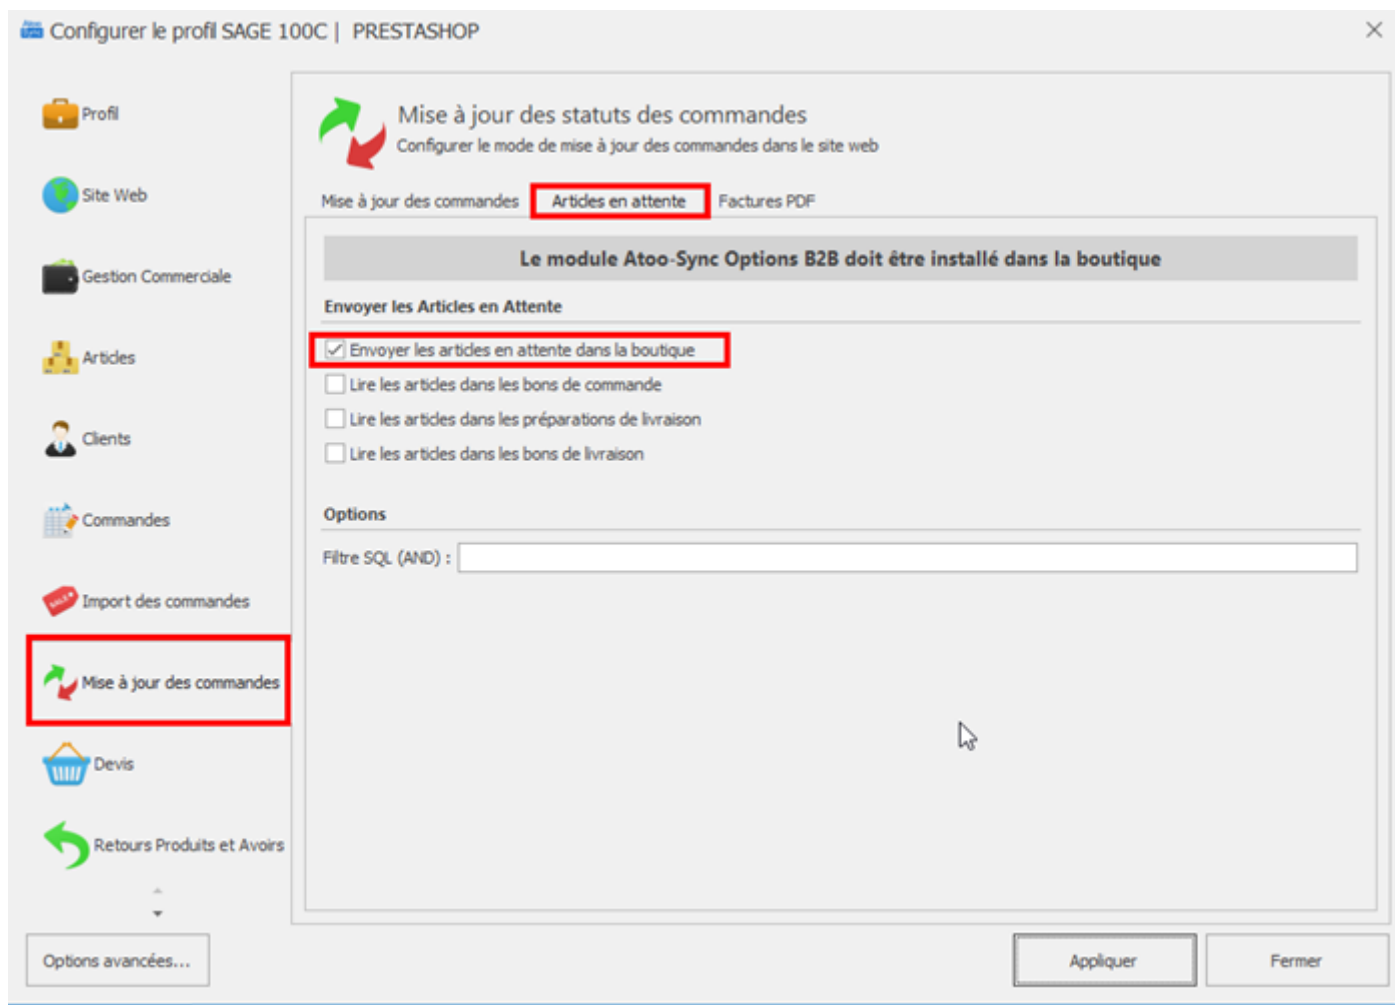 Configurer le profil SAGE 100C | PRESTASHOP
Profil
Site Web
Gestion Commerciale
Articles
Clients
Commandes
Import des commandes
Mise à jour des commandes
Devis
Retours Produits et Avoirs
Options avancées...
Mise à jour des statuts des commandes
Configurer le mode de mise à jour des commandes dans le site web
Mise à jour des commandes Articles en attente Factures PDF
Le module Atoo-Sync Options B2B doit être installé dans la boutique
Envoyer les Articles en Attente
Envoyer les articles en attente dans la boutique
Lire les articles dans les bons de commande
Lire les articles dans les préparations de livraison
Lire les articles dans les bons de livraison
Options
Filtre SQL (AND) :
Appliquer Fermer